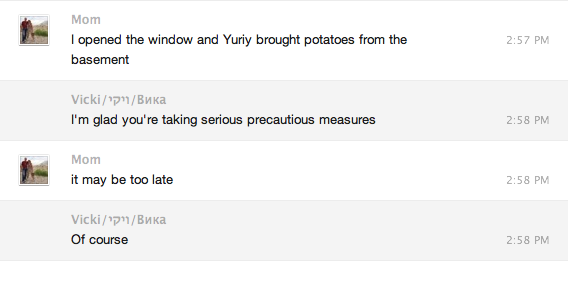 Mom
I opened the window and Yuriy brought potatoes from the
2:57 PM
basement
Vicki/ויקי/Вика
I'm glad you're taking serious precautious measures
2:58 PM
Mom
it may be too late
2:58 PM
Vicki/ויקי/Вика
Of course
2:58 PM